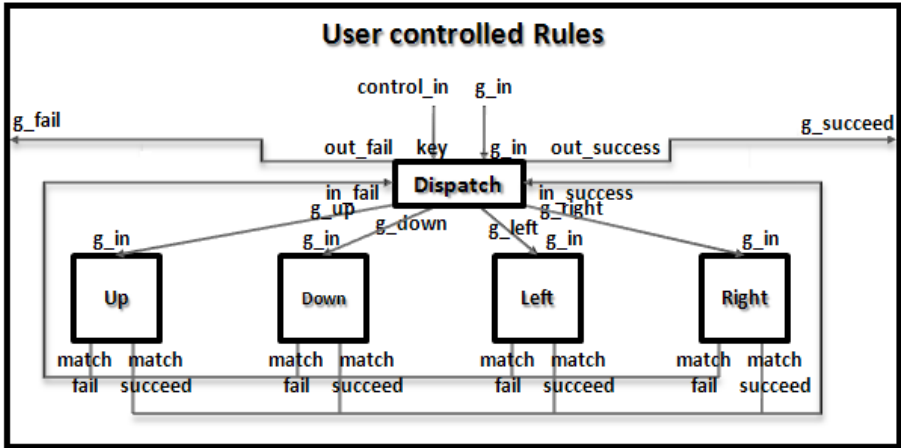 User controlled Rules
control_in g_in
g_fail g_succeed
out_fail key g_in out_success
Dispatch
in_fail in_success
g_up g_down g_left g_right
g_in g_in g_in g_in
Up Down Left Right
match match match match match match match match
fail succeed fail succeed fail succeed fail succeed